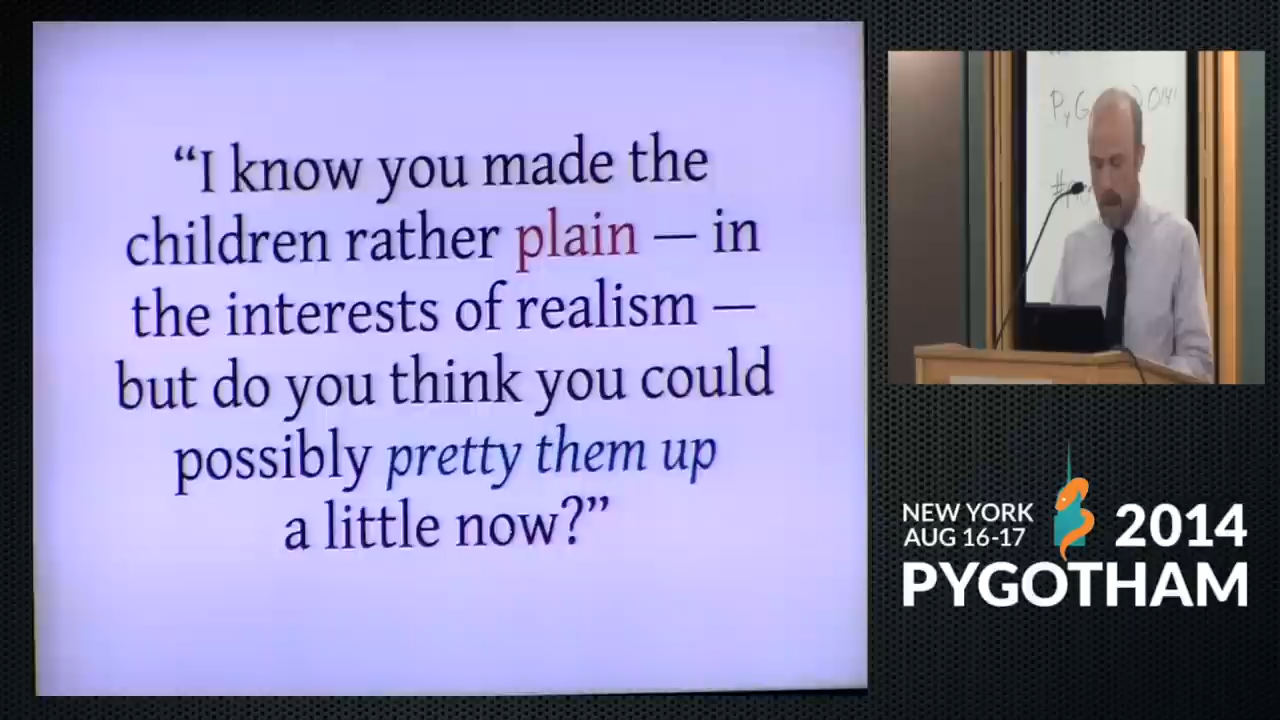 “I know you made the
children rather plain — in
the interests of realism —
but do you think you could
possibly pretty them up
a little now?”
NEW YORK
AUG 16-17
2014
PYGOTHAM